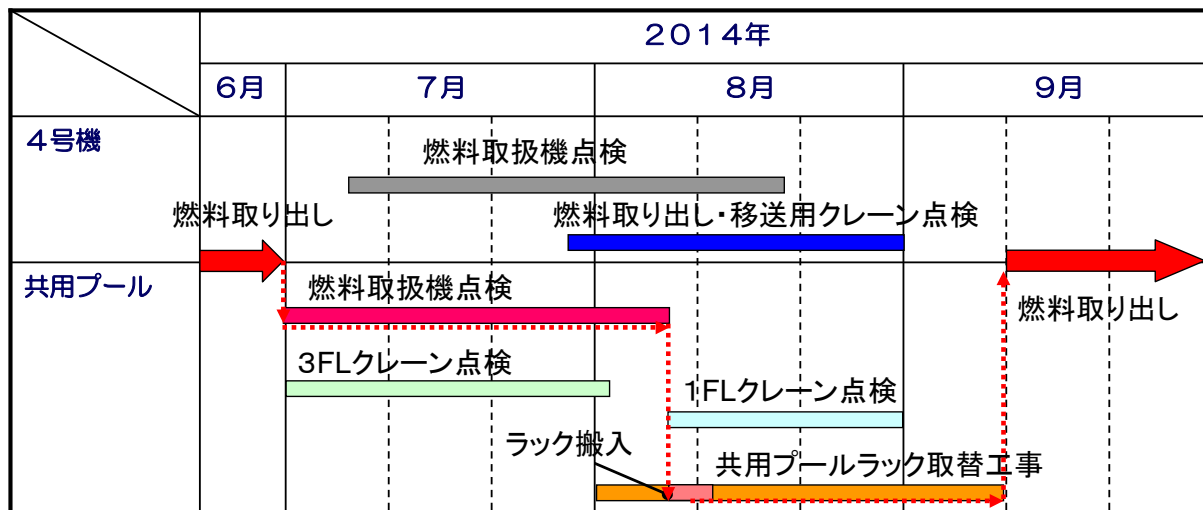 ２０１４年
６月
７月
８月
９月
４号機
燃料取扱機点検
燃料取り出し
燃料取り出し・移送用クレーン点検
共用プール
燃料取扱機点検
燃料取り出し
３FLクレーン点検
１FLクレーン点検
ラック搬入
共用プールラック取替工事